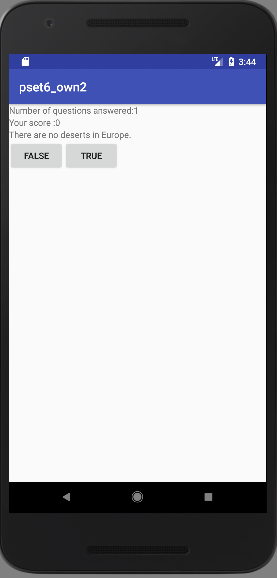 LTE 3:44
pset6_own2
Number of questions answered:1
Your score :0
There are no deserts in Europe.
FALSE TRUE